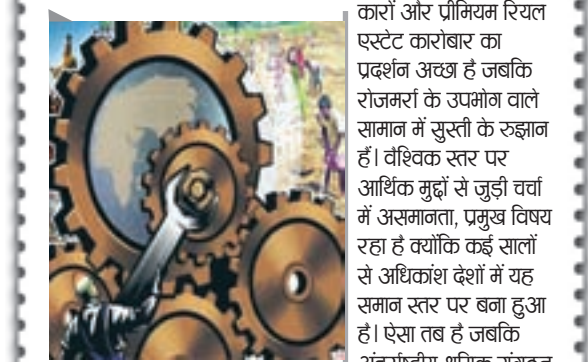 कारों और प्रीमियम रियल
एस्टेट कारोबार का
प्रदर्शन अच्छा है जबकि
रोजमर्रा के उपभोग वाले
सामान में सुस्ती के रुझान
हैं। वैश्विक स्तर पर
आर्थिक मुद्दों से जुड़ी चर्चा
में असमानता, प्रमुख विषय
रहा है क्योंकि कई सालों
से अधिकांश देशों में यह
समान स्तर पर बना हुआ
है। ऐसा तब है जबकि